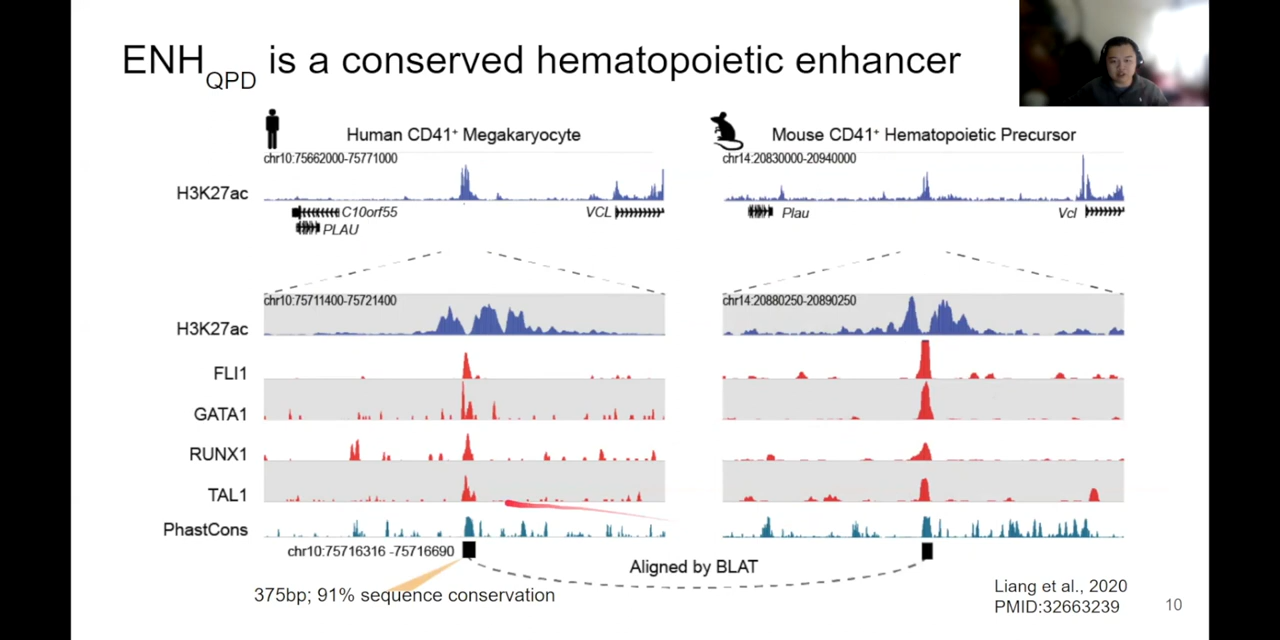 ENHQPD is a conserved hematopoietic enhancer
Human CD41+ Megakaryocyte
Mouse CD41+ Hematopoietic Precursor
chr10:75662000-75771000
chr14:20830000-20940000
H3K27ac
C10orf55
VCL
PLAU
Plau
Vcl
chr10:75711400-75721400
chr14:20880250-20890250
H3K27ac
FLI1
GATA1
RUNX1
TAL1
PhastCons
chr10:75716316 -75716690
Aligned by BLAT
375bp; 91% sequence conservation
Liang et al., 2020
PMID:32663239
10